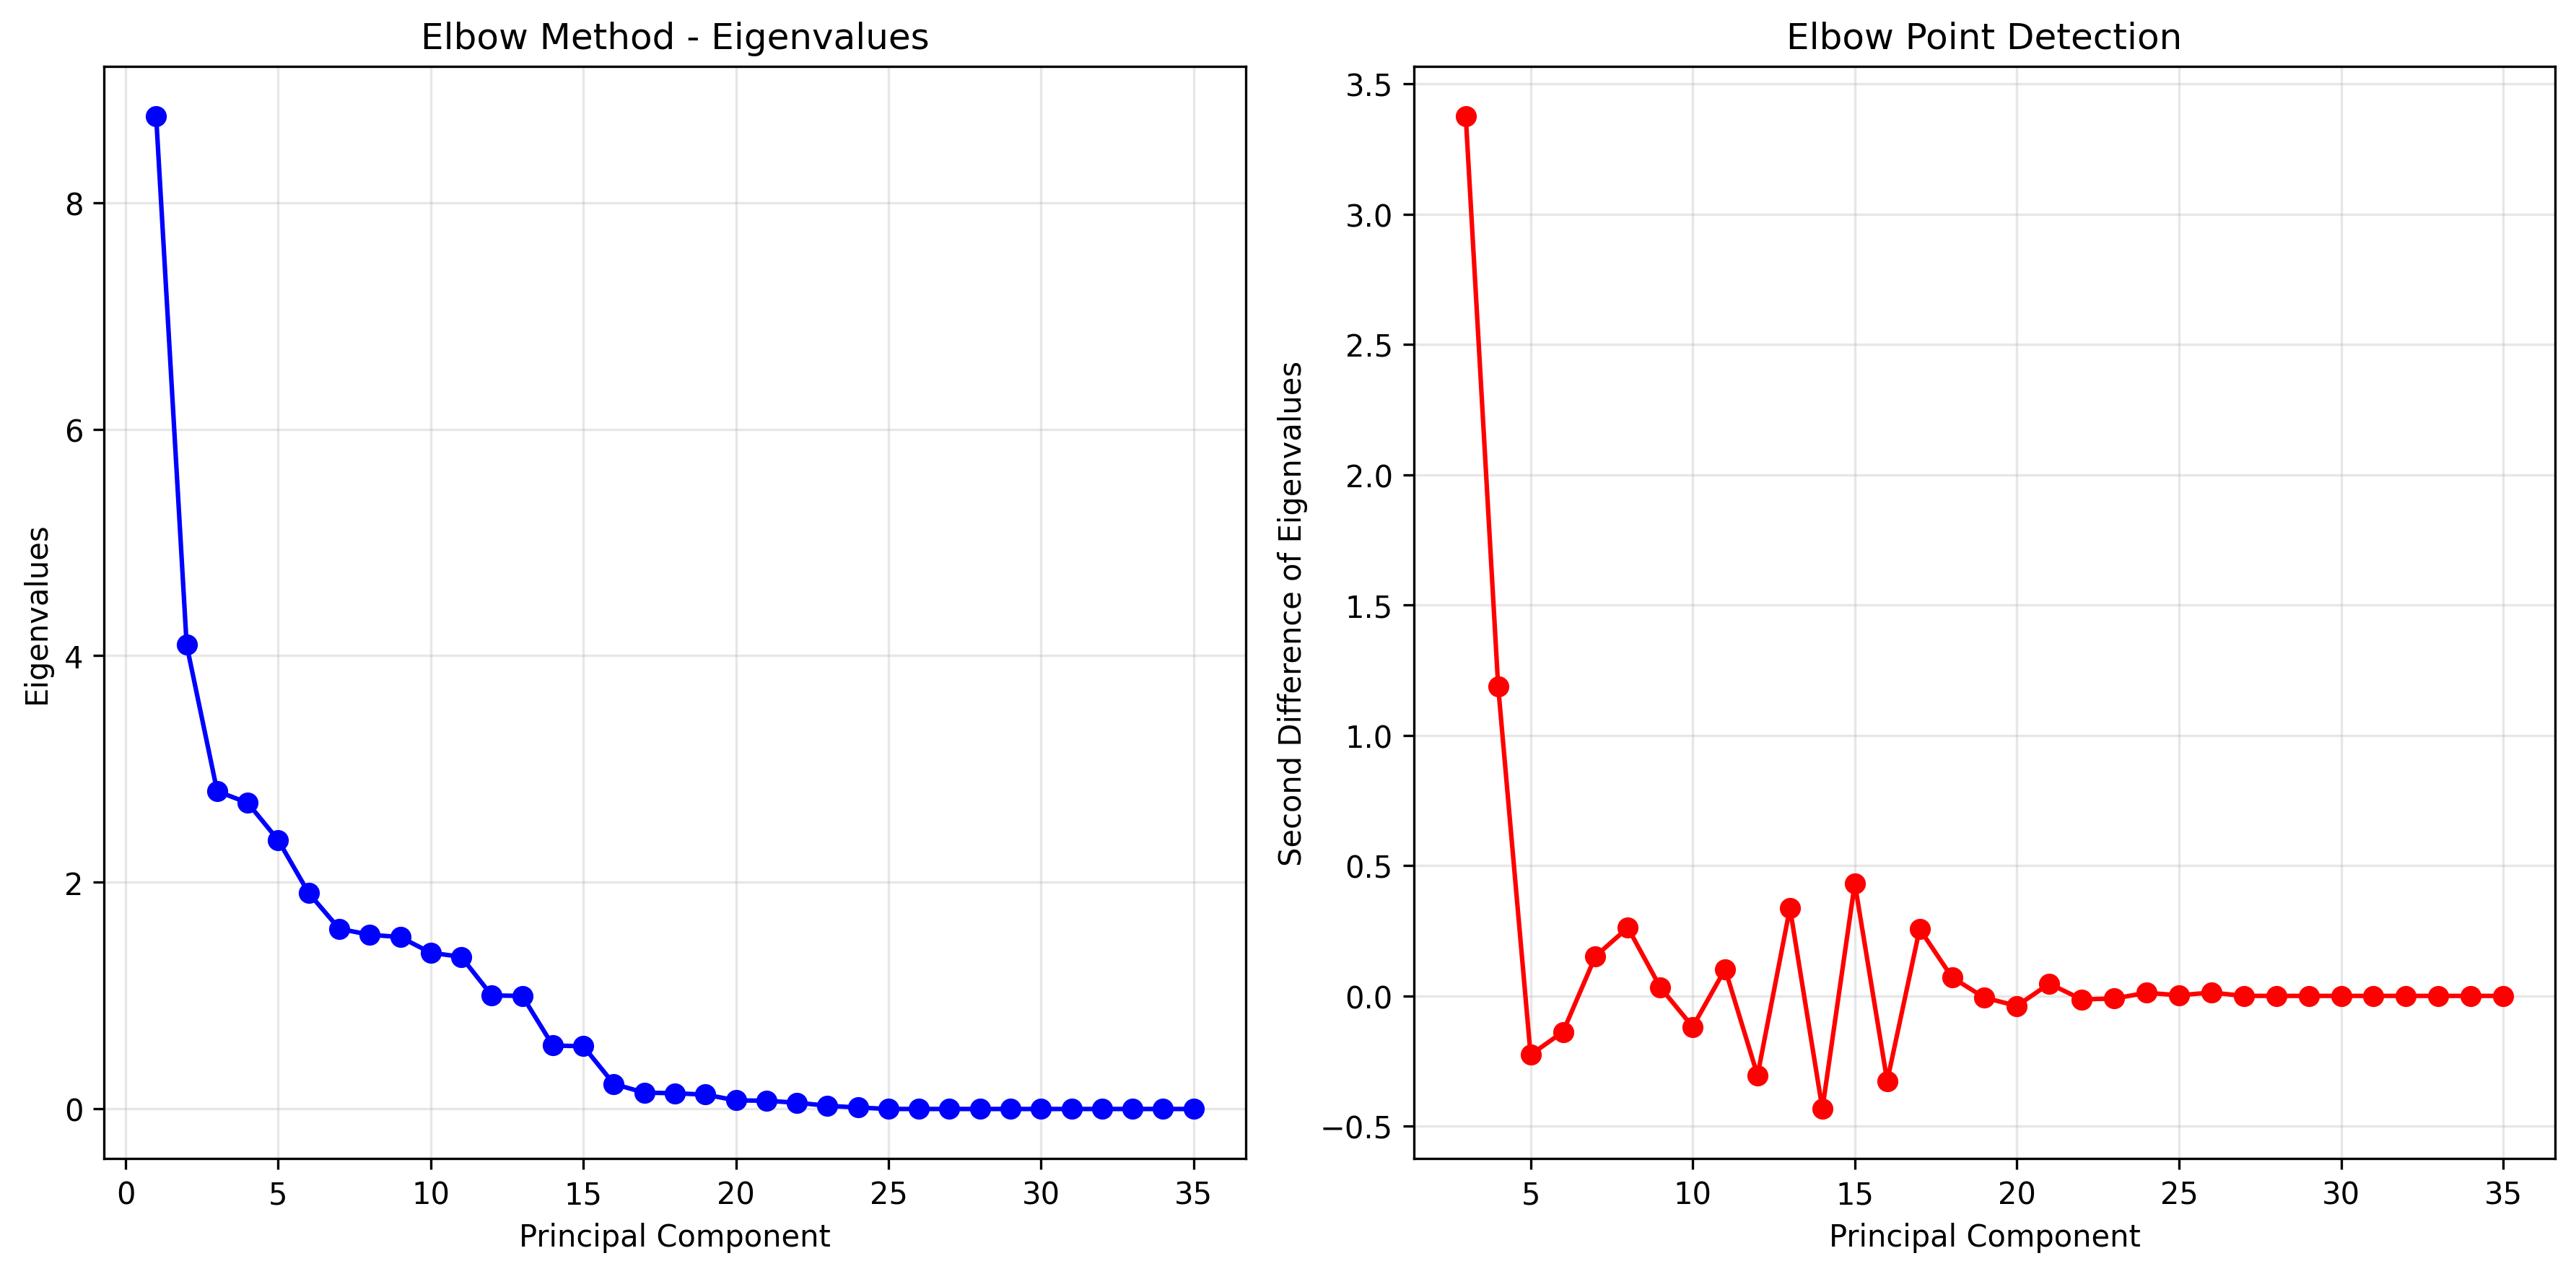 Elbow Method - Eigenvalues
Eigenvalues
8
6
4
2
0
0 5 10 15 20 25 30 35
Principal Component
Elbow Point Detection
Second Difference of Eigenvalues
3.5
3.0
2.5
2.0
1.5
1.0
0.5
0.0
−0.5
5 10 15 20 25 30 35
Principal Component